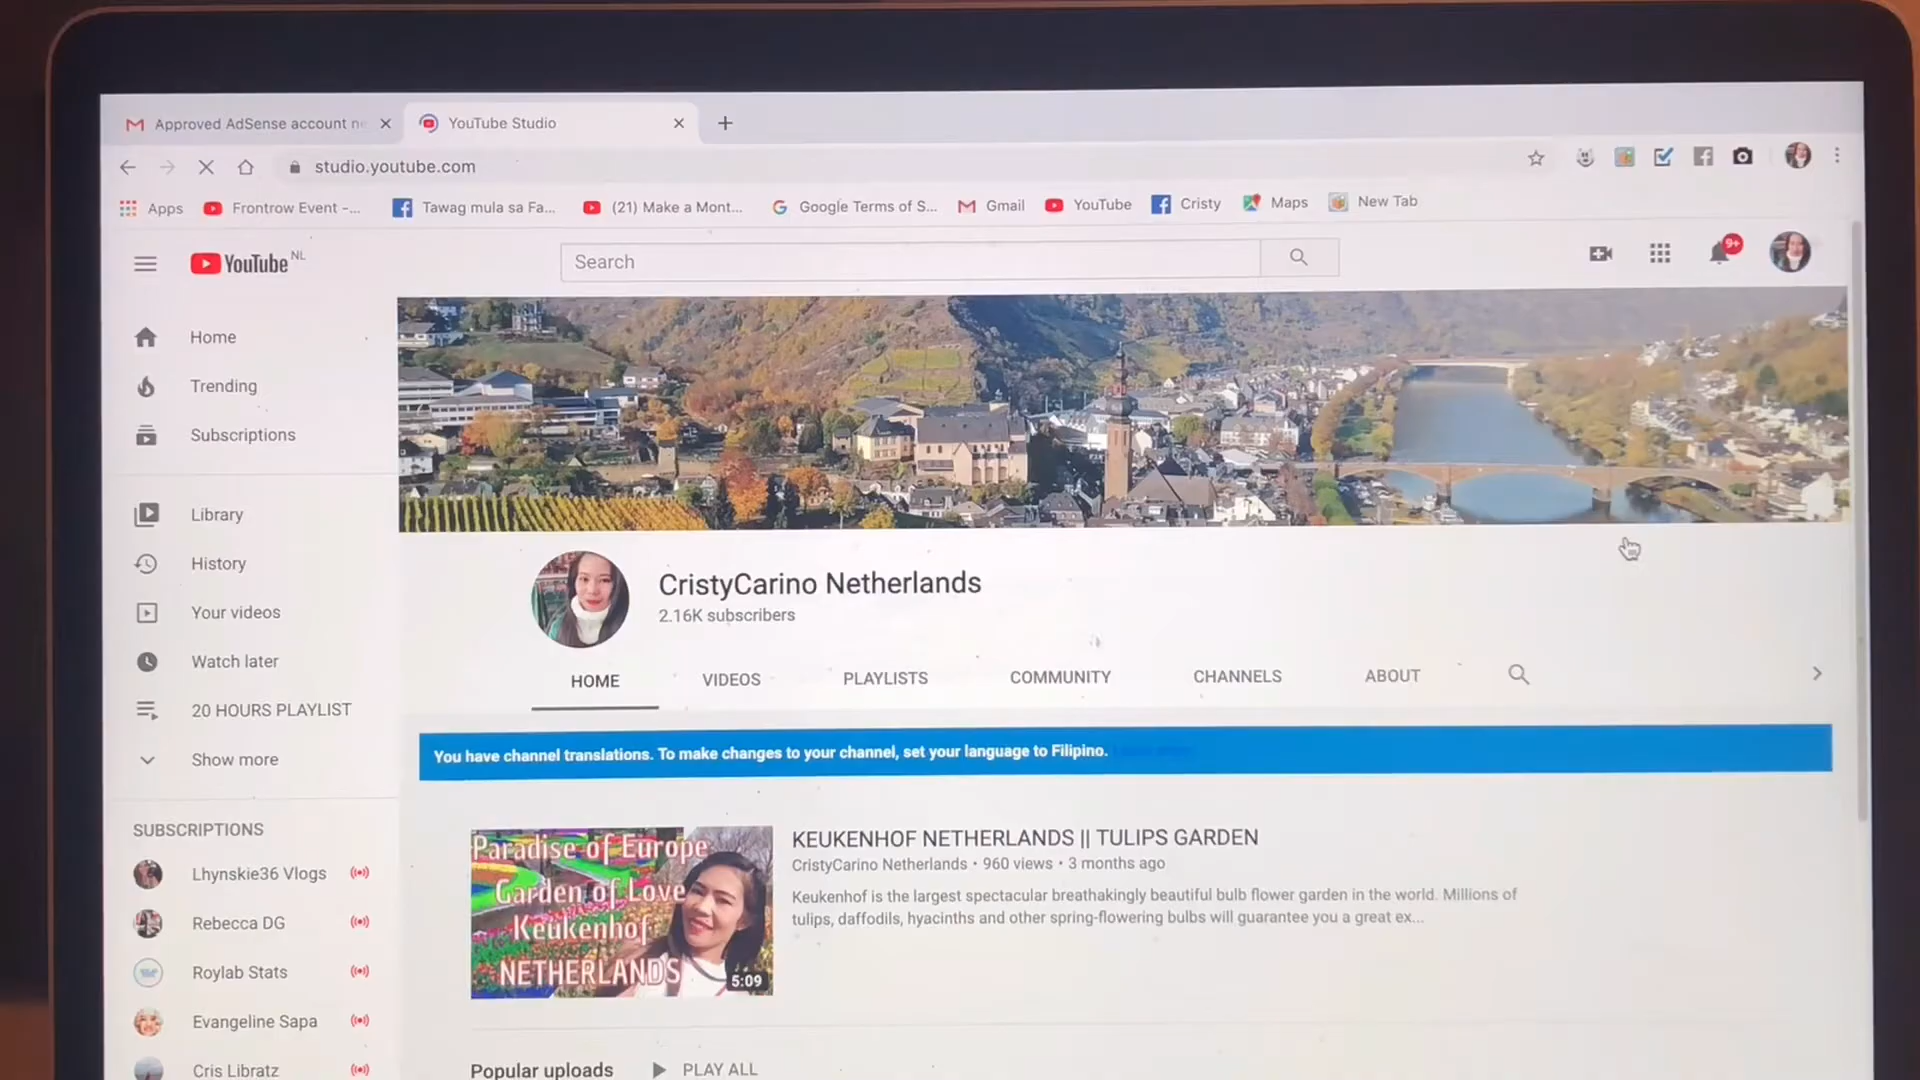 Approved AdSense account ne
YouTube Studio
studio.youtube.com
Apps
Frontrow Event -...
Tawag mula sa Fa...
(21) Make a Mont...
Google Terms of S...
Gmail
YouTube
Cristy
Maps
New Tab
YouTube NL
Search
9+
Home
Trending
Subscriptions
Library
History
Your videos
Watch later
20 HOURS PLAYLIST
Show more
SUBSCRIPTIONS
Lhynskie36 Vlogs
Rebecca DG
Roylab Stats
Evangeline Sapa
Cris Libratz
CristyCarino Netherlands
2.16K subscribers
HOME
VIDEOS
PLAYLISTS
COMMUNITY
CHANNELS
ABOUT
You have channel translations. To make changes to your channel, set your language to Filipino.
Paradise of Europe
Garden of Love
Keukenhof
NETHERLANDS
5:09
KEUKENHOF NETHERLANDS || TULIPS GARDEN
CristyCarino Netherlands • 960 views • 3 months ago
Keukenhof is the largest spectacular breathakingly beautiful bulb flower garden in the world. Millions of
tulips, daffodils, hyacinths and other spring-flowering bulbs will guarantee you a great ex...
Popular uploads
PLAY ALL